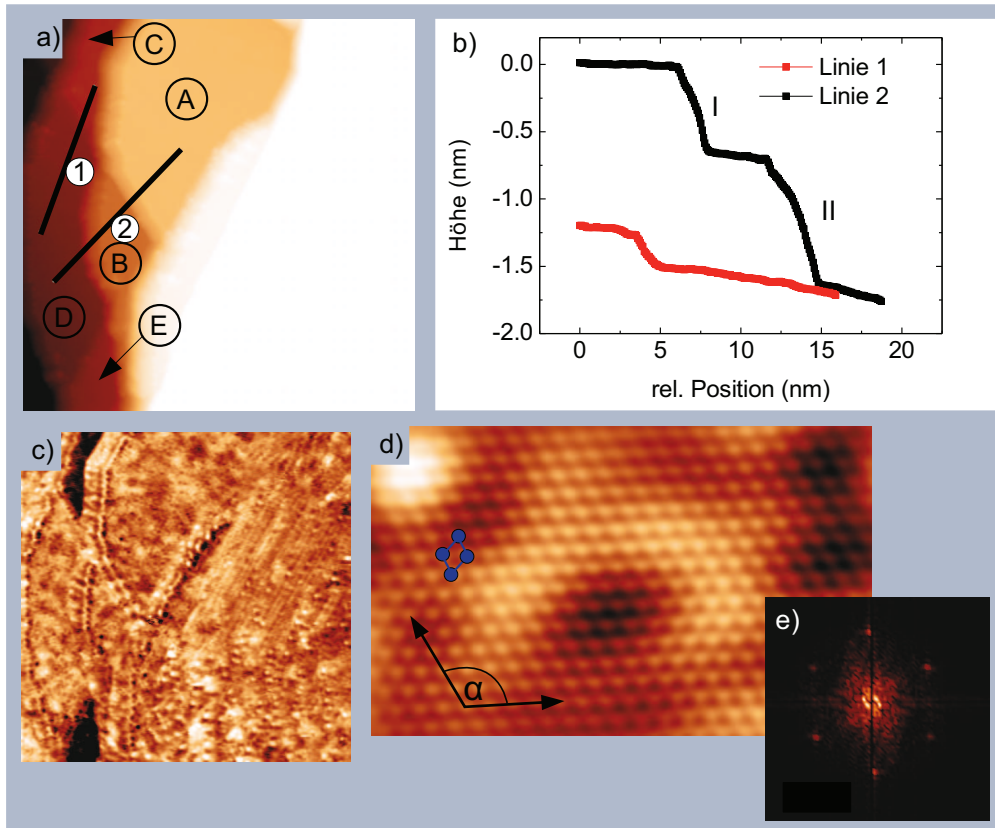 a)
C
A
1
2
B
D
E
b)
0.0
-0.5
-1.0
-1.5
-2.0
Höhe (nm)
0
5
10
15
20
rel. Position (nm)
Linie 1
Linie 2
I
II
c)
d)
α
e)